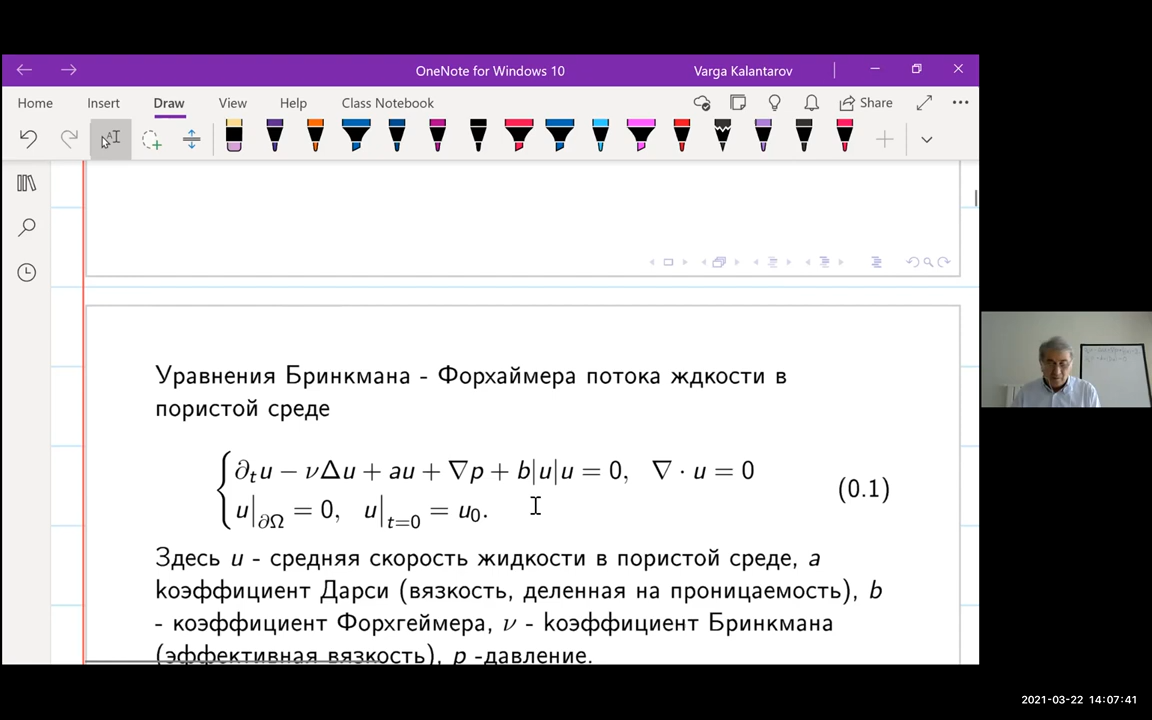 OneNote for Windows 10
Varga Kalantarov
Home Insert Draw View Help Class Notebook
Share
Уравнения Бринкмана - Форхаймера потока ждкости в
пористой среде
∂ₜu − νΔu + au + ∇p + b|u|u = 0, ∇ · u = 0
(0.1)
u|∂Ω = 0, u|t=0 = u₀.
Здесь u - средняя скорость жидкости в пористой среде, a
kоэффициент Дарси (вязкость, деленная на проницаемость), b
- коэффициент Форхгеймера, ν - kоэффициент Бринкмана
(эффективная вязкость), p -давление.
2021-03-22 14:07:41